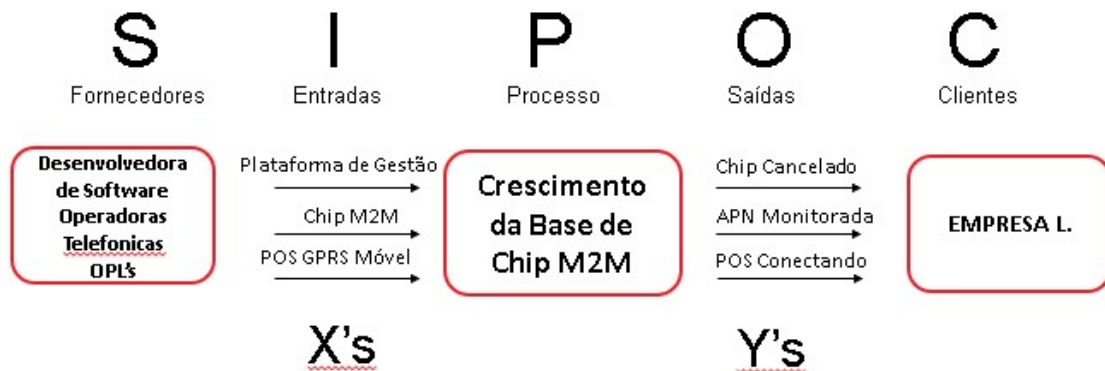 S I P O C
Fornecedores Entradas Processo Saídas Clientes
Desenvolvedora
de Software
Operadoras
Telefonicas
OPL's
Plataforma de Gestão
Chip M2M
POS GPRS Móvel
Crescimento
da Base de
Chip M2M
Chip Cancelado
APN Monitorada
POS Conectando
EMPRESA L.
X's Y's